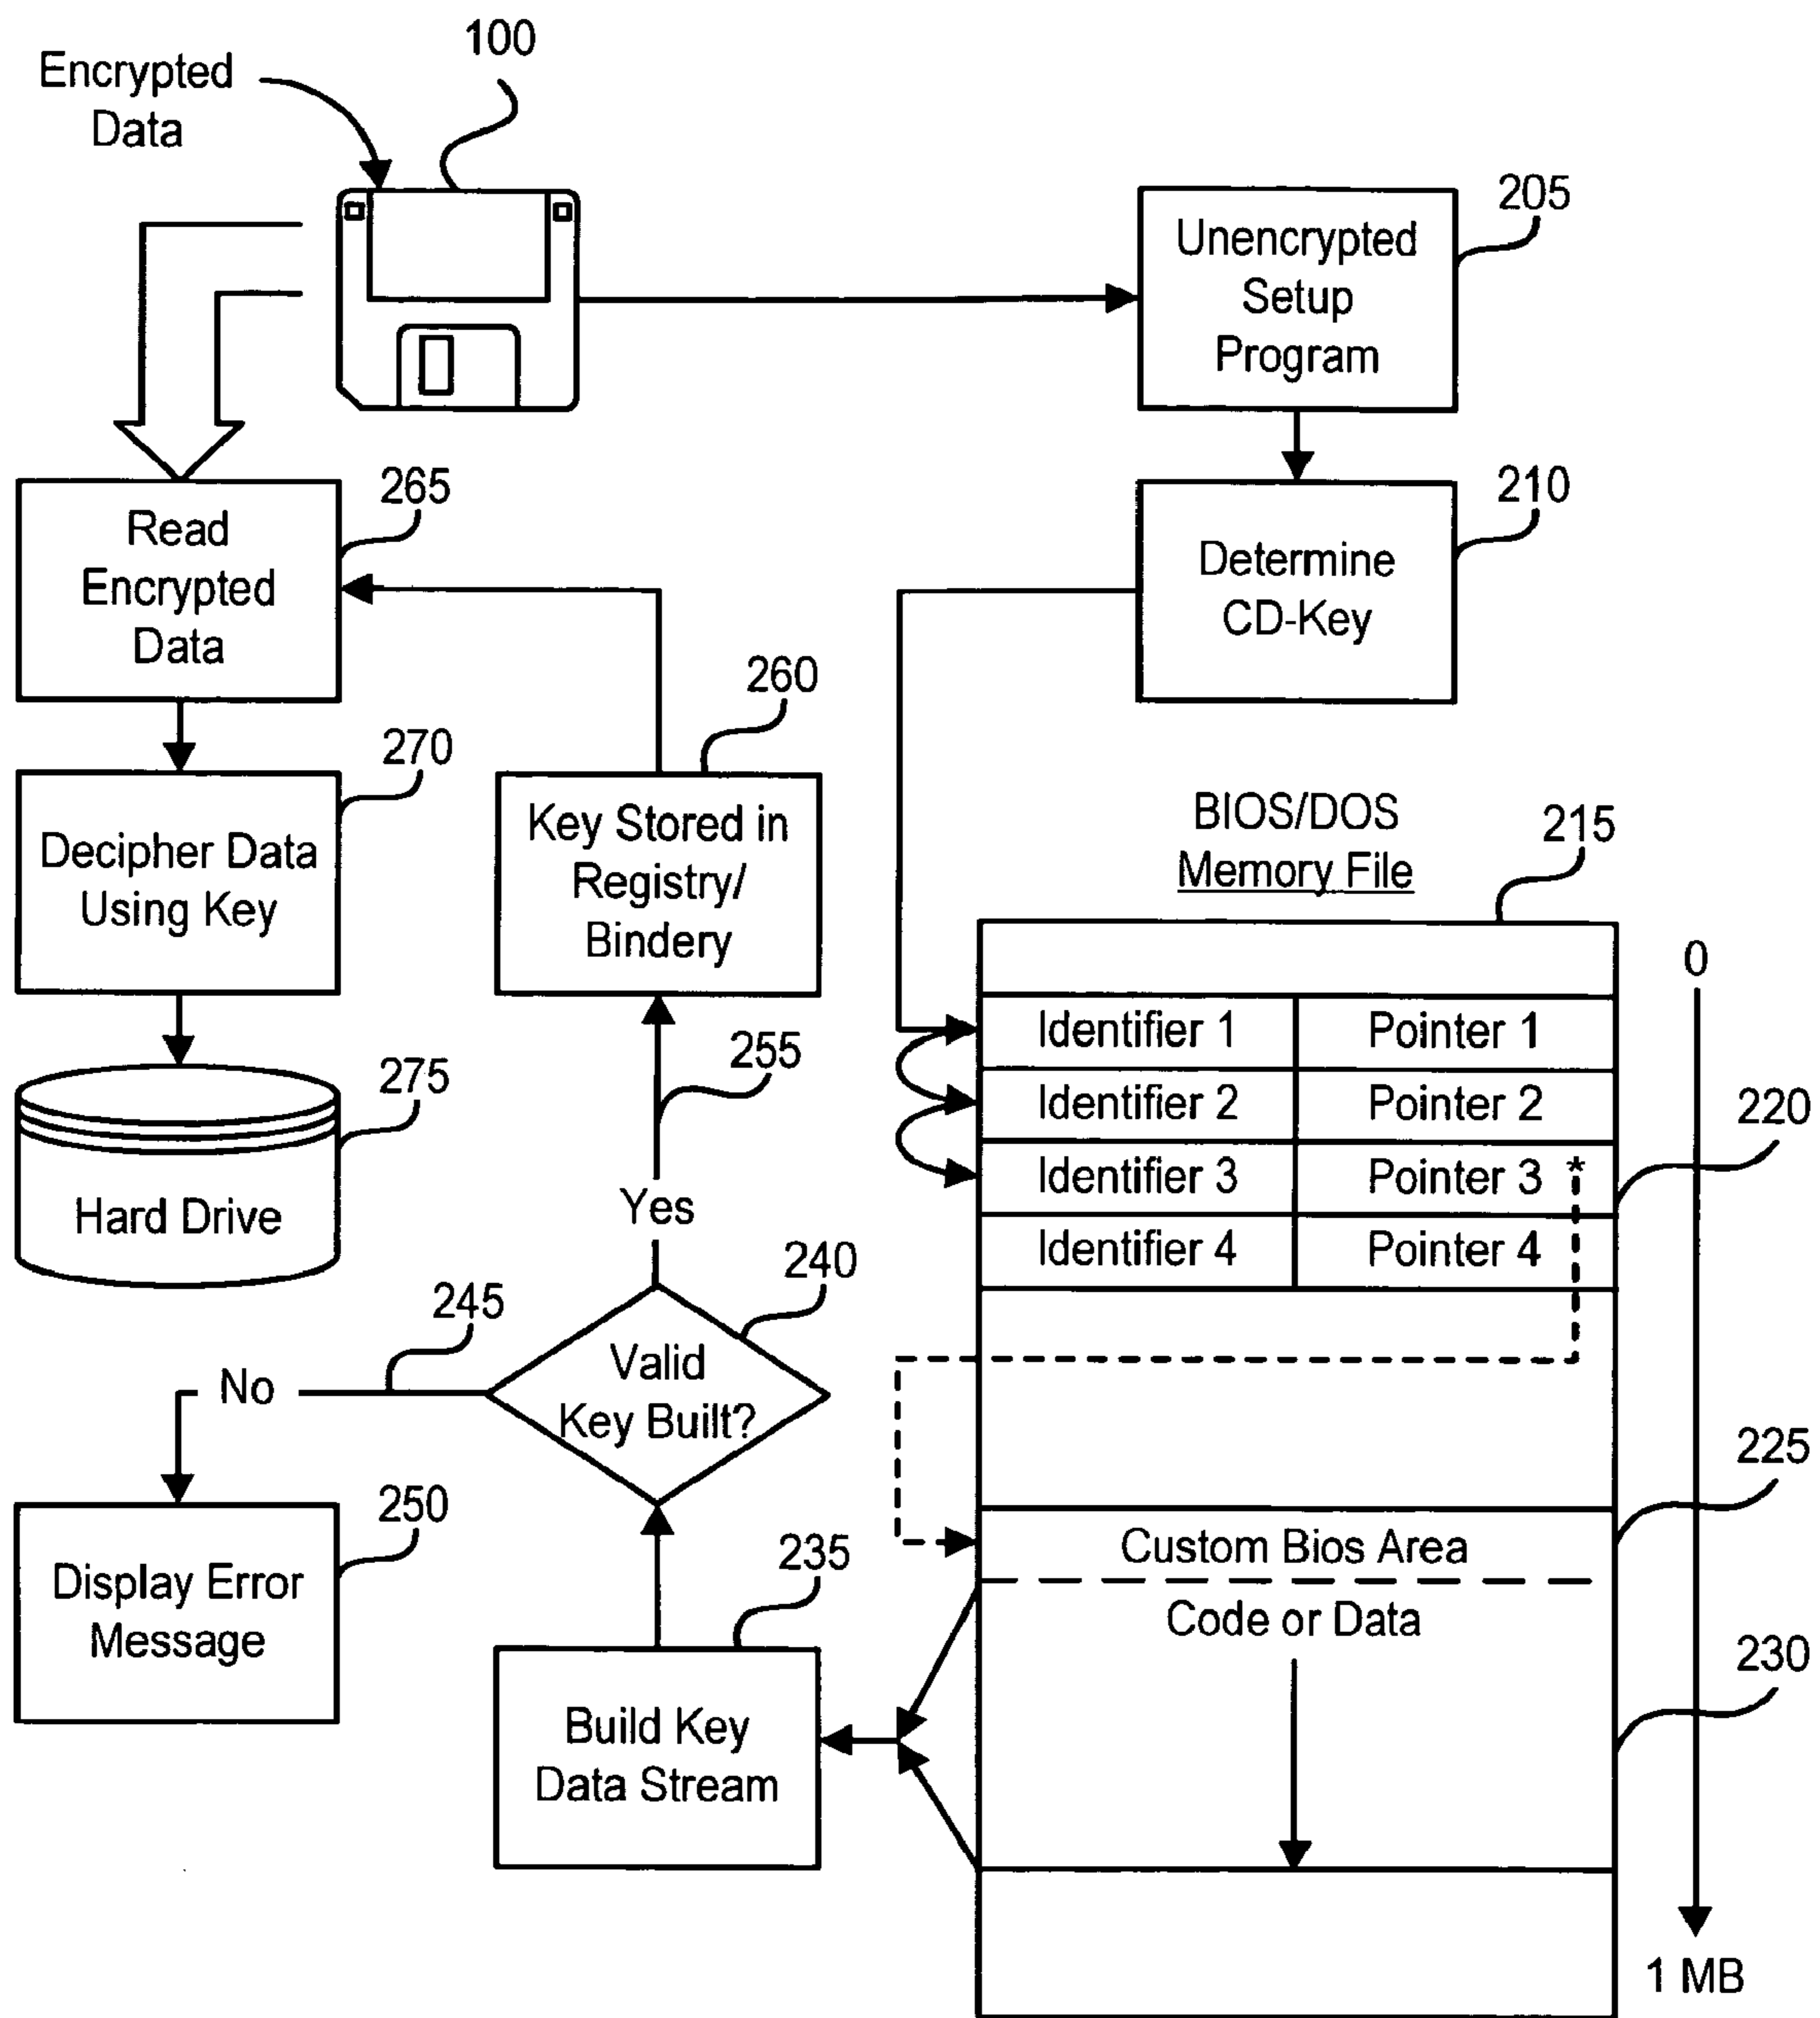 100
Encrypted
Data
205
Unencrypted
Setup
Program
265
Read
Encrypted
Data
210
Determine
CD-Key
260
Key Stored in
Registry/
Bindery
270
Decipher Data
Using Key
BIOS/DOS
Memory File
215
0
Identifier 1 Pointer 1
Identifier 2 Pointer 2
220
Identifier 3 Pointer 3 *
Identifier 4 Pointer 4
255
275
Hard Drive
Yes
240
245
No
Valid
Key Built?
225
Custom Bios Area
Code or Data
250
Display Error
Message
235
230
Build Key
Data Stream
1 MB